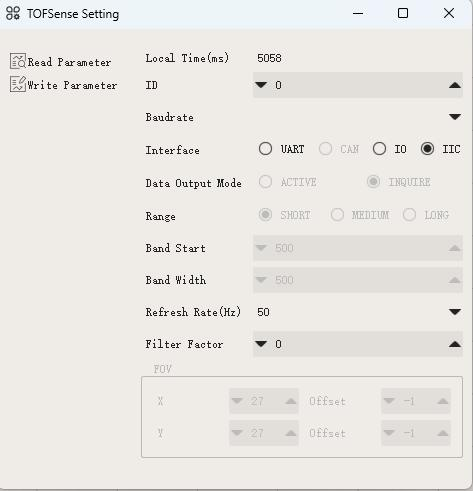 TOFSense Setting
Read Parameter
Write Parameter
Local Time(ms) 5058
ID 0
Baudrate
Interface UART CAN IO IIC
Data Output Mode ACTIVE INQUIRE
Range SHORT MEDIUM LONG
Band Start 500
Band Width 500
Refresh Rate(Hz) 50
Filter Factor 0
FOV
X 27 Offset -1
Y 27 Offset -1